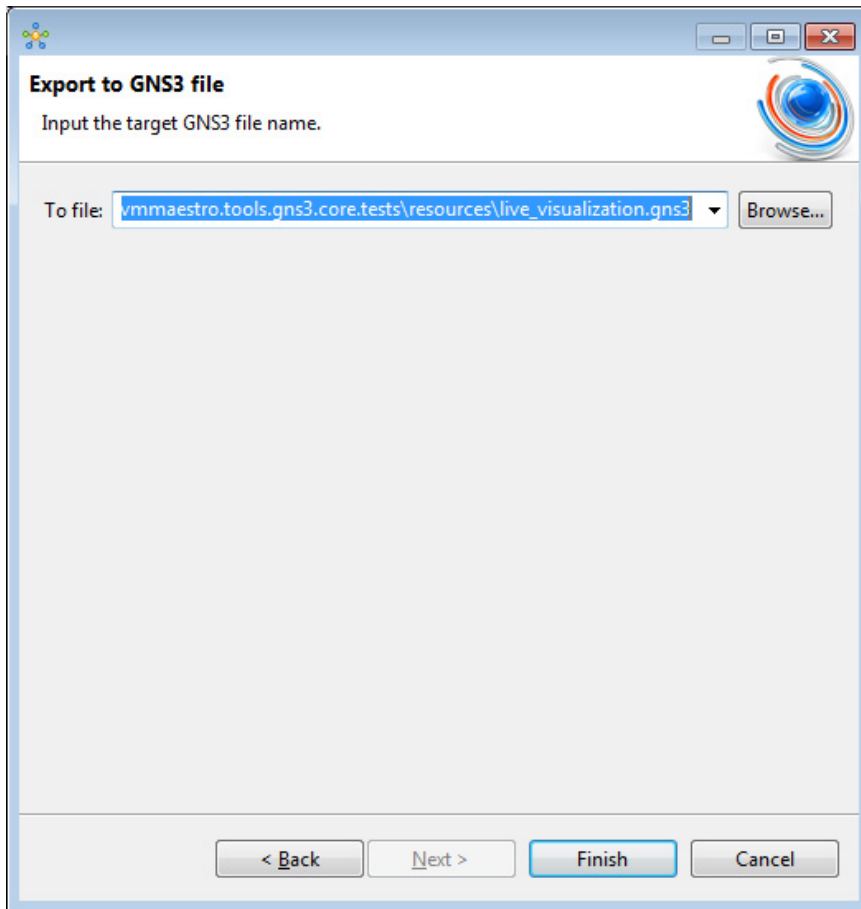 Export to GNS3 file
Input the target GNS3 file name.
To file: vmmaestro.tools.gns3.core.tests\resources\live_visualization.gns3 Browse...
< Back Next > Finish Cancel